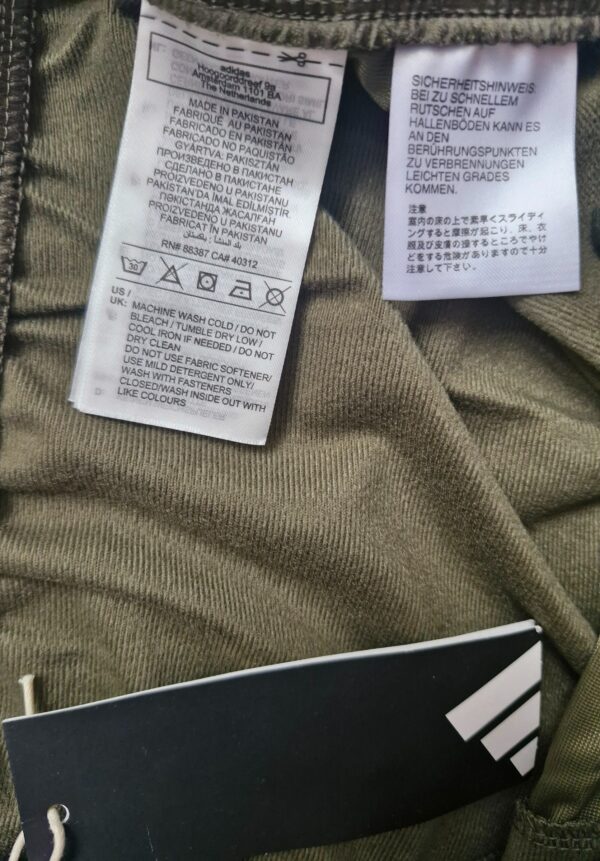 adidas
Hoogoorddreef 9a
Amsterdam 1101 BA
The Netherlands
MADE IN PAKISTAN
FABRIQUÉ AU PAKISTAN
FABRICADO EN PAKISTÁN
FABRICADO NO PAQUISTÃO
GYÁRTVA: PAKISZTÁN
ПРОИЗВЕДЕНО В ПАКИСТАН
СДЕЛАНО В ПАКИСТАНЕ
PROIZVEDENO U PAKISTANU
PAKİSTAN'DA İMAL EDİLMİŞTİR.
ПӘКІСТАНДА ЖАСАЛҒАН
PROIZVEDENO U PAKISTANU
FABRICAT ÎN PAKISTAN
بلد المنشأ: باكستان
RN# 88387 CA# 40312
30
US /
UK: MACHINE WASH COLD / DO NOT
BLEACH / TUMBLE DRY LOW /
COOL IRON IF NEEDED / DO NOT
DRY CLEAN
DO NOT USE FABRIC SOFTENER/
USE MILD DETERGENT ONLY/
WASH WITH FASTENERS
CLOSED/WASH INSIDE OUT WITH
LIKE COLOURS
SICHERHEITSHINWEIS:
BEI ZU SCHNELLEM
RUTSCHEN AUF
HALLENBÖDEN KANN ES
AN DEN
BERÜHRUNGSPUNKTEN
ZU VERBRENNUNGEN
LEICHTEN GRADES
KOMMEN.
注意
室内の床の上で素早くスライディ
ングすると摩擦が起こり、床、衣
服及び皮膚の接するところでやけ
どをする危険がありますので十分
注意して下さい。